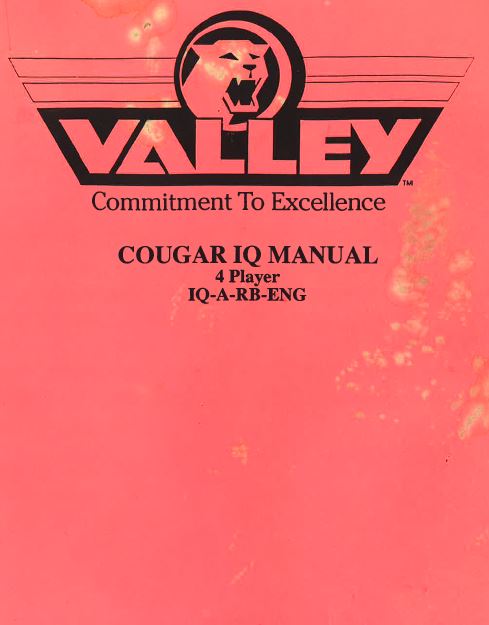 VALLEY
TM
Commitment To Excellence
COUGAR IQ MANUAL
4 Player
IQ-A-RB-ENG